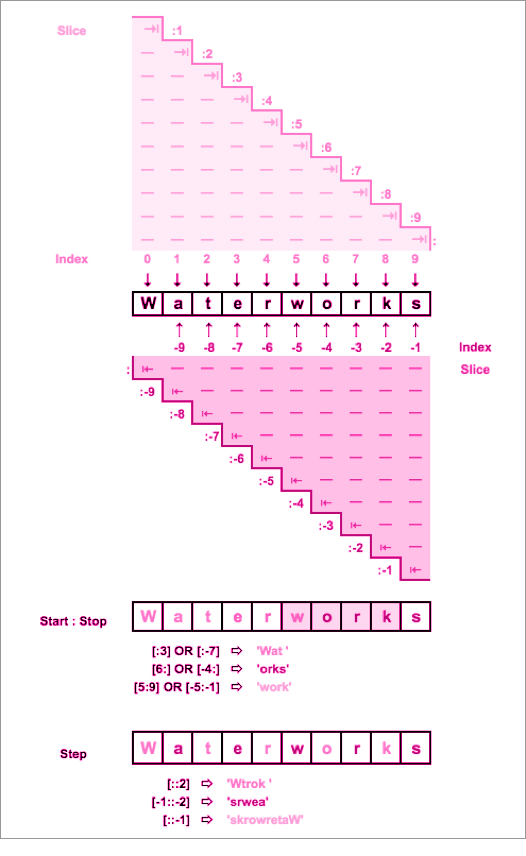 Slice
:1
:2
:3
:4
:5
:6
:7
:8
:9
:
Index 0 1 2 3 4 5 6 7 8 9
W a t e r w o r k s
-9 -8 -7 -6 -5 -4 -3 -2 -1 Index
: Slice
:-9
:-8
:-7
:-6
:-5
:-4
:-3
:-2
:-1
Start : Stop W a t e r w o r k s
[:3] OR [:-7] ⇨ 'Wat '
[6:] OR [-4:] ⇨ 'orks'
[5:9] OR [-5:-1] ⇨ 'work'
Step W a t e r w o r k s
[::2] ⇨ 'Wtrok '
[-1::-2] ⇨ 'srwea'
[::-1] ⇨ 'skrowretaW'